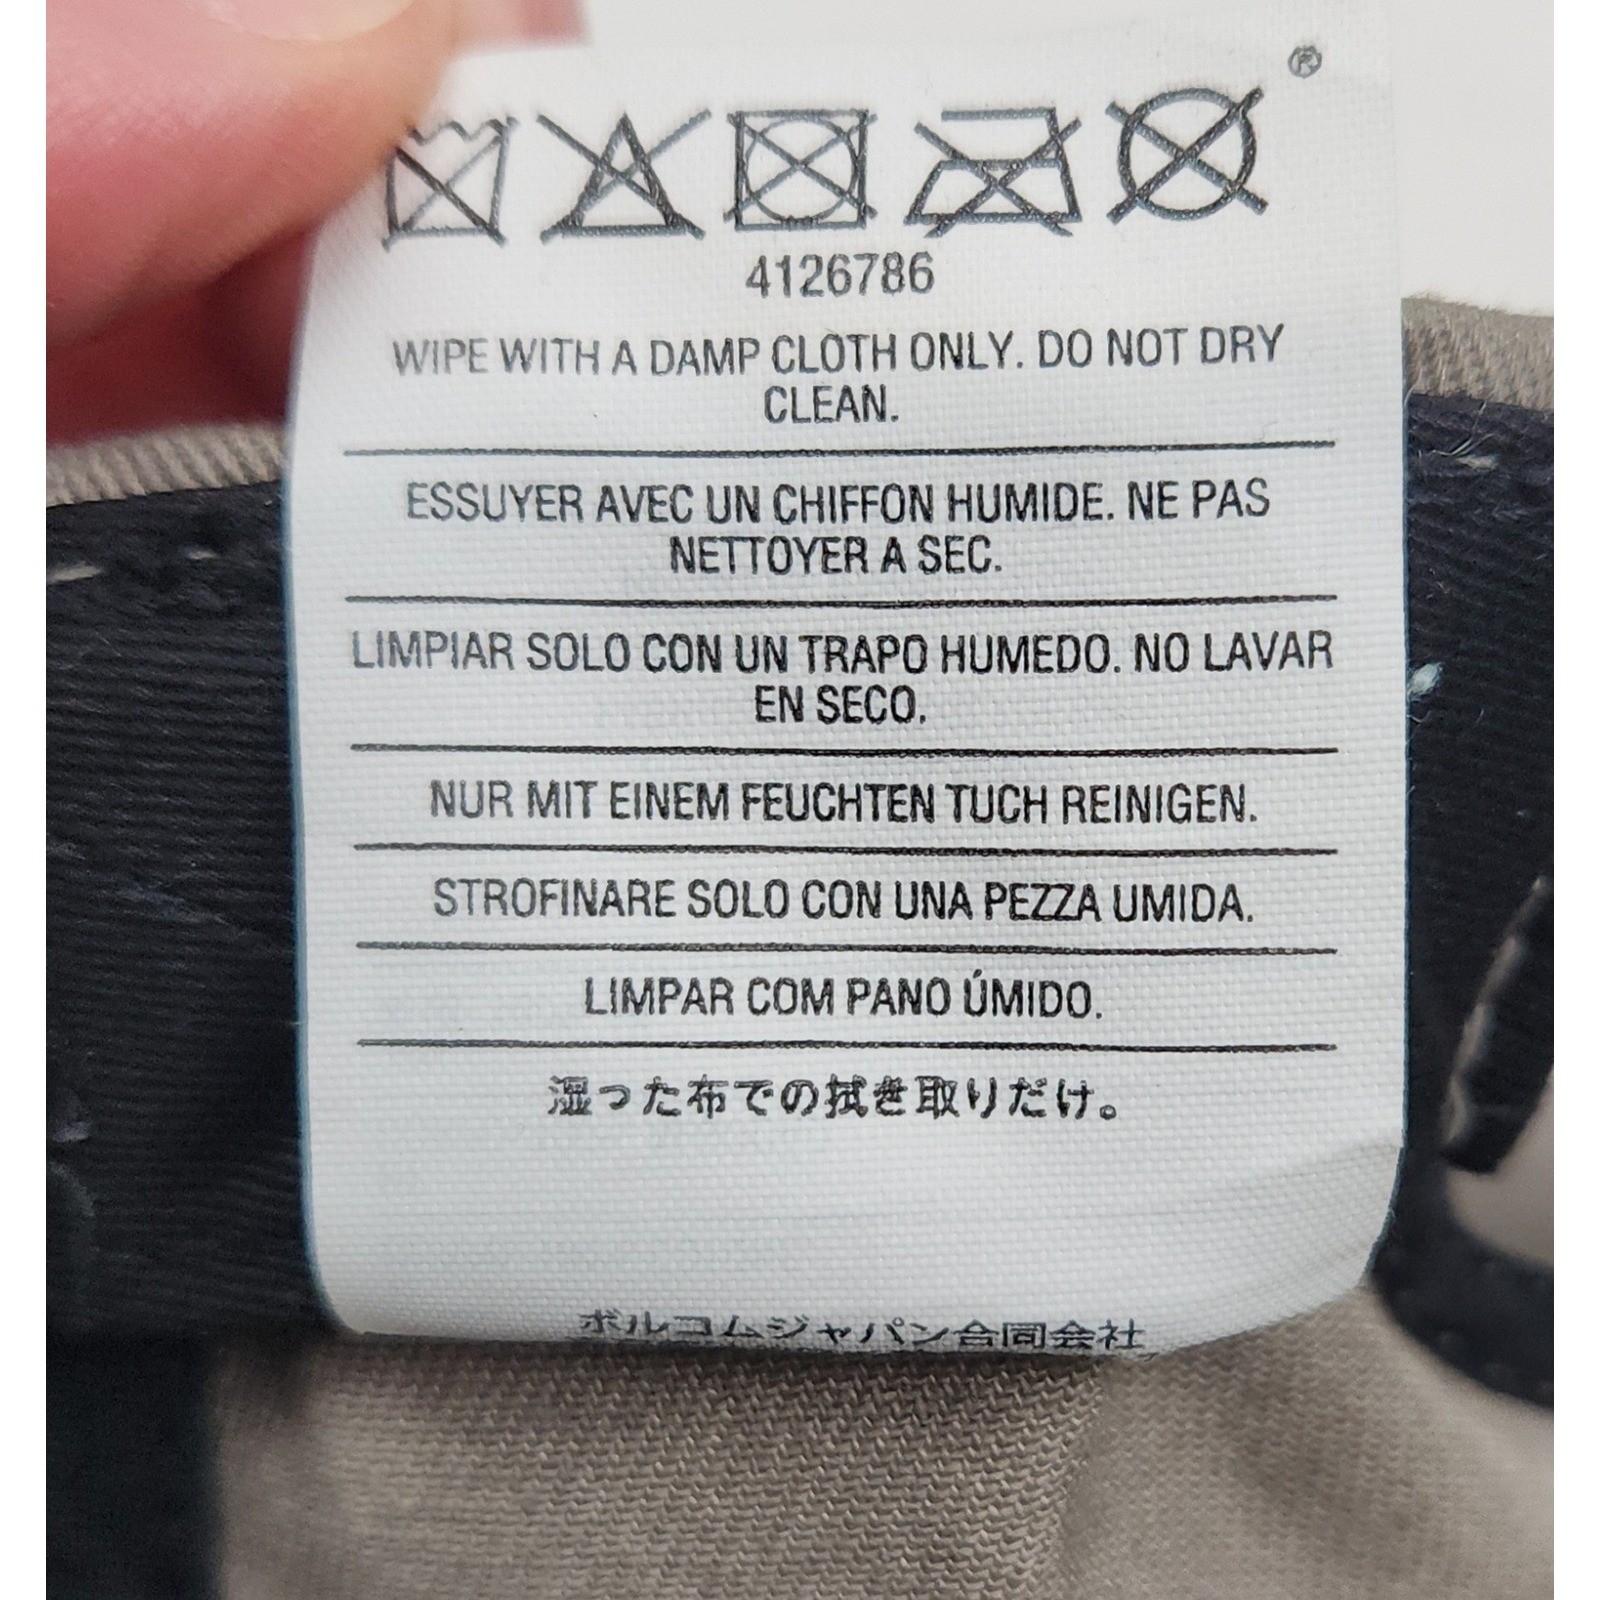 ®
4126786
WIPE WITH A DAMP CLOTH ONLY. DO NOT DRY
CLEAN.
ESSUYER AVEC UN CHIFFON HUMIDE. NE PAS
NETTOYER A SEC.
LIMPIAR SOLO CON UN TRAPO HUMEDO. NO LAVAR
EN SECO.
NUR MIT EINEM FEUCHTEN TUCH REINIGEN.
STROFINARE SOLO CON UNA PEZZA UMIDA.
LIMPAR COM PANO ÚMIDO.
湿った布での拭き取りだけ。
ボルコムジャパン合同会社